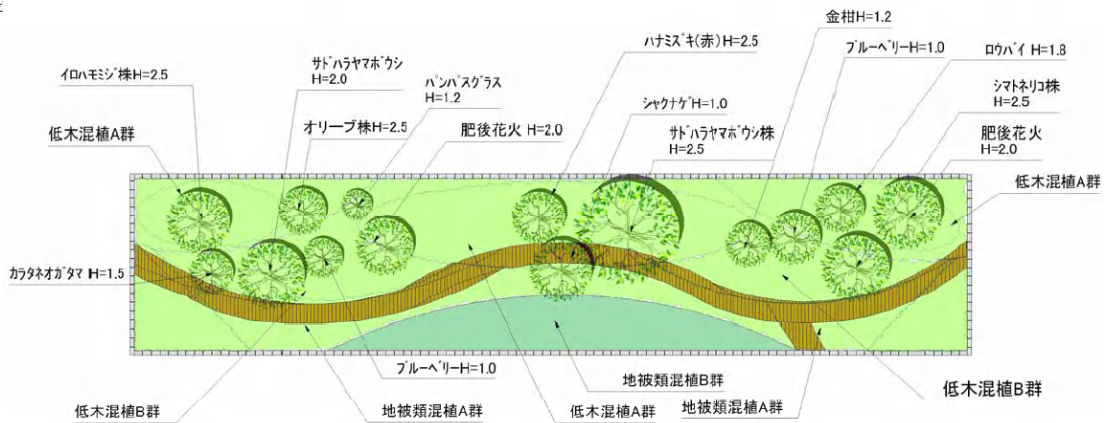 金柑H=1.2
ブルーベリーH=1.0
ロウバイ H=1.8
ハナミズキ(赤)H=2.5
サトハラヤマボウシ
H=2.0
イロハモミジ株H=2.5
パンパスグラス
H=1.2
シャクナゲH=1.0
シマトネリコ株
H=2.5
オリーブ株H=2.5
肥後花火 H=2.0
低木混植A群
サトハラヤマボウシ株
H=2.5
肥後花火
H=2.0
低木混植A群
カラタネオガタマ H=1.5
ブルーベリーH=1.0
地被類混植B群
低木混植B群
低木混植B群
地被類混植A群
低木混植A群
地被類混植A群